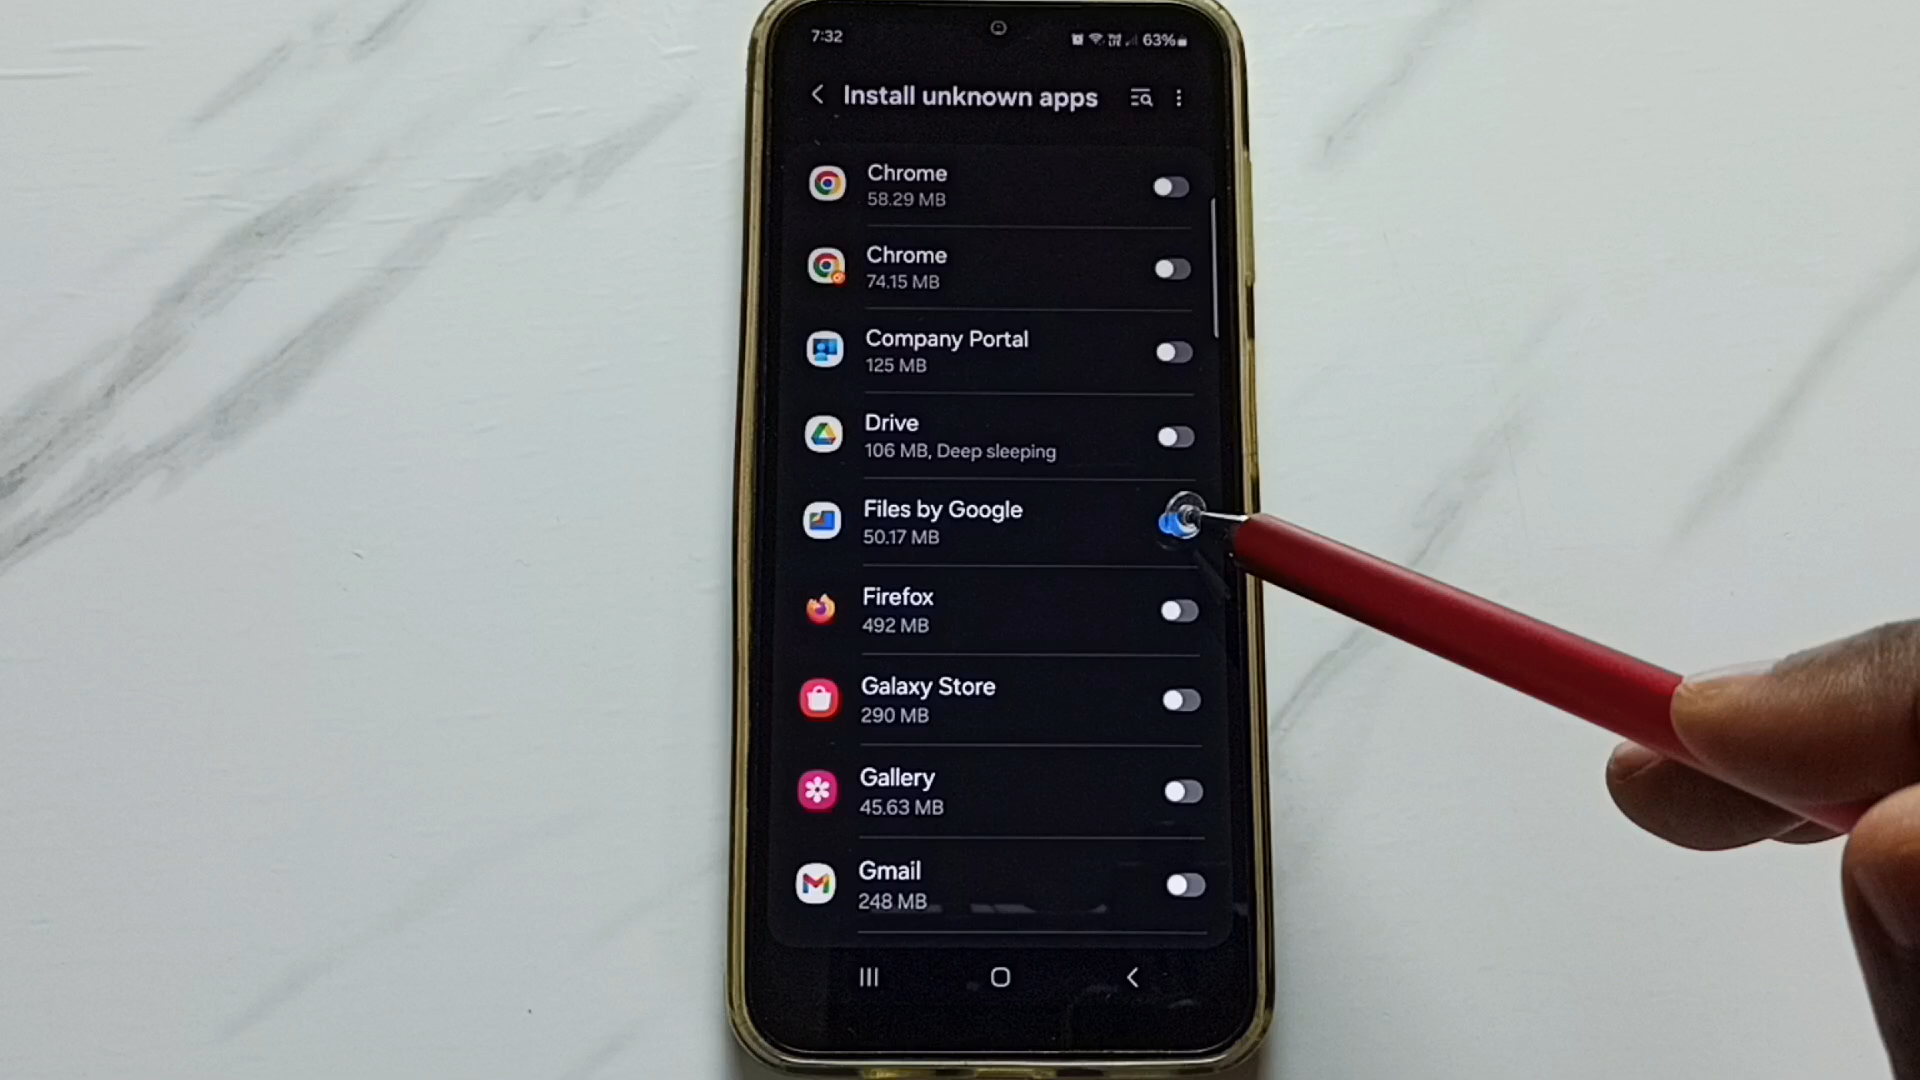 7:32 63%
Install unknown apps
Chrome
58.29 MB
Chrome
74.15 MB
Company Portal
125 MB
Drive
106 MB, Deep sleeping
Files by Google
50.17 MB
Firefox
492 MB
Galaxy Store
290 MB
Gallery
45.63 MB
Gmail
248 MB